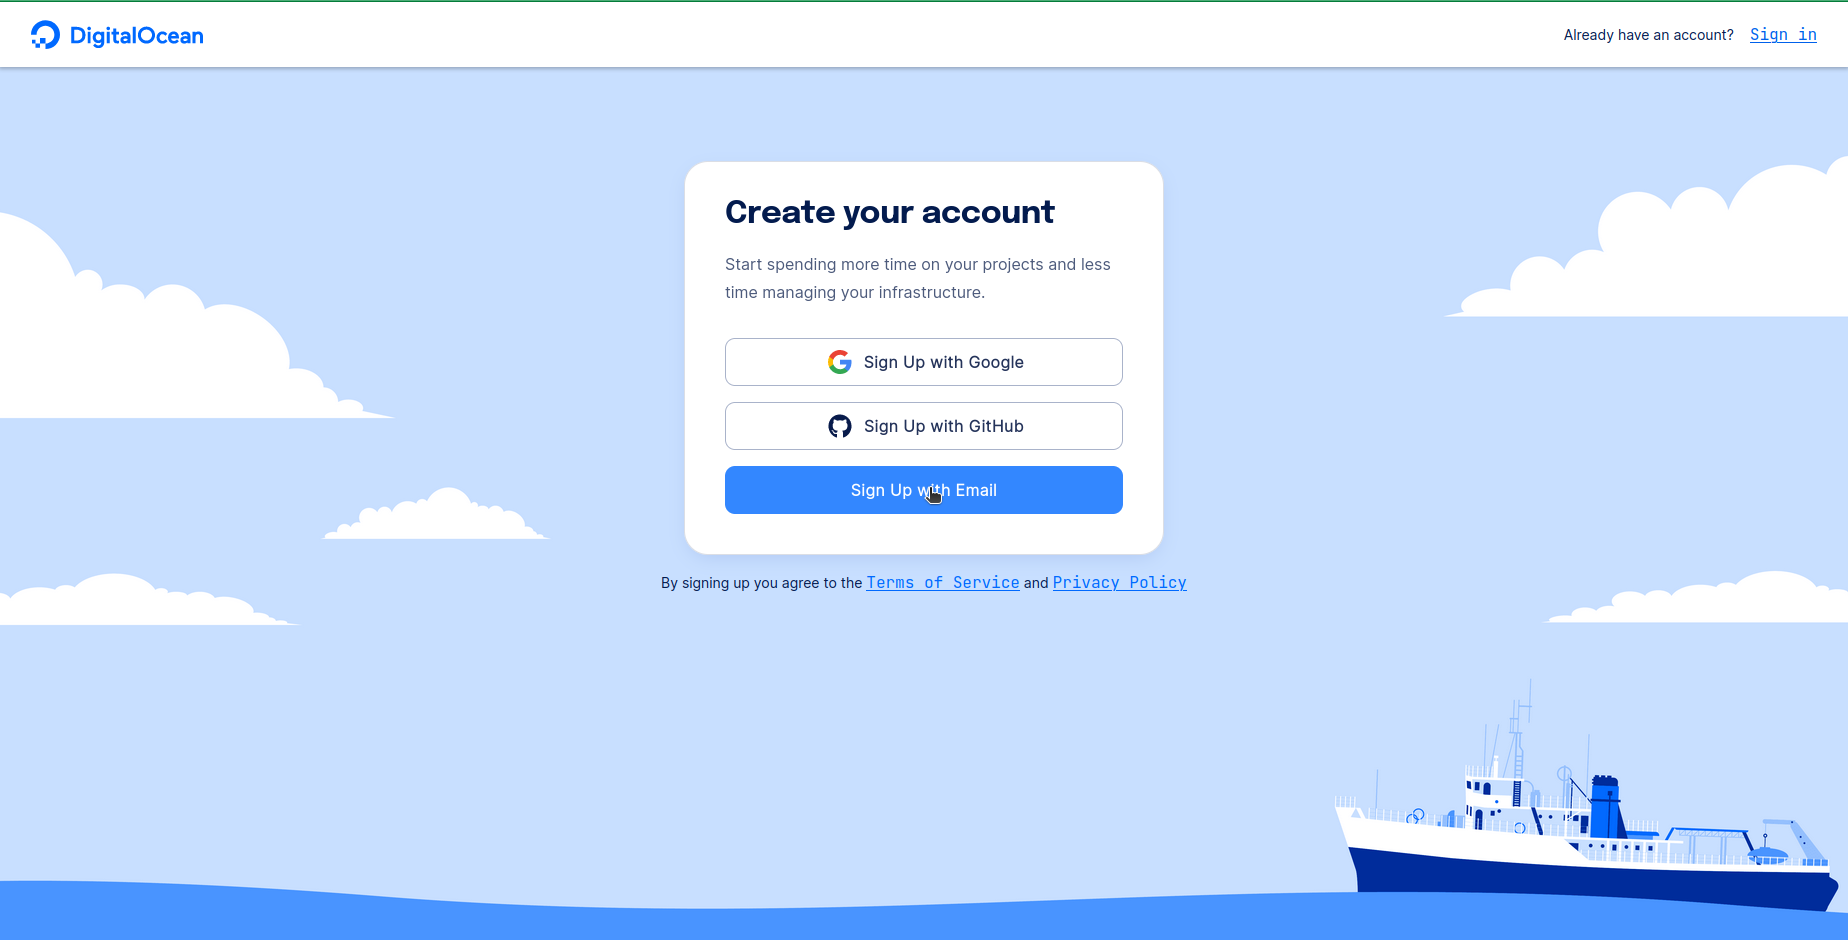 DigitalOcean
Already have an account? Sign in
Create your account
Start spending more time on your projects and less
time managing your infrastructure.
Sign Up with Google
Sign Up with GitHub
Sign Up with Email
By signing up you agree to the Terms of Service and Privacy Policy